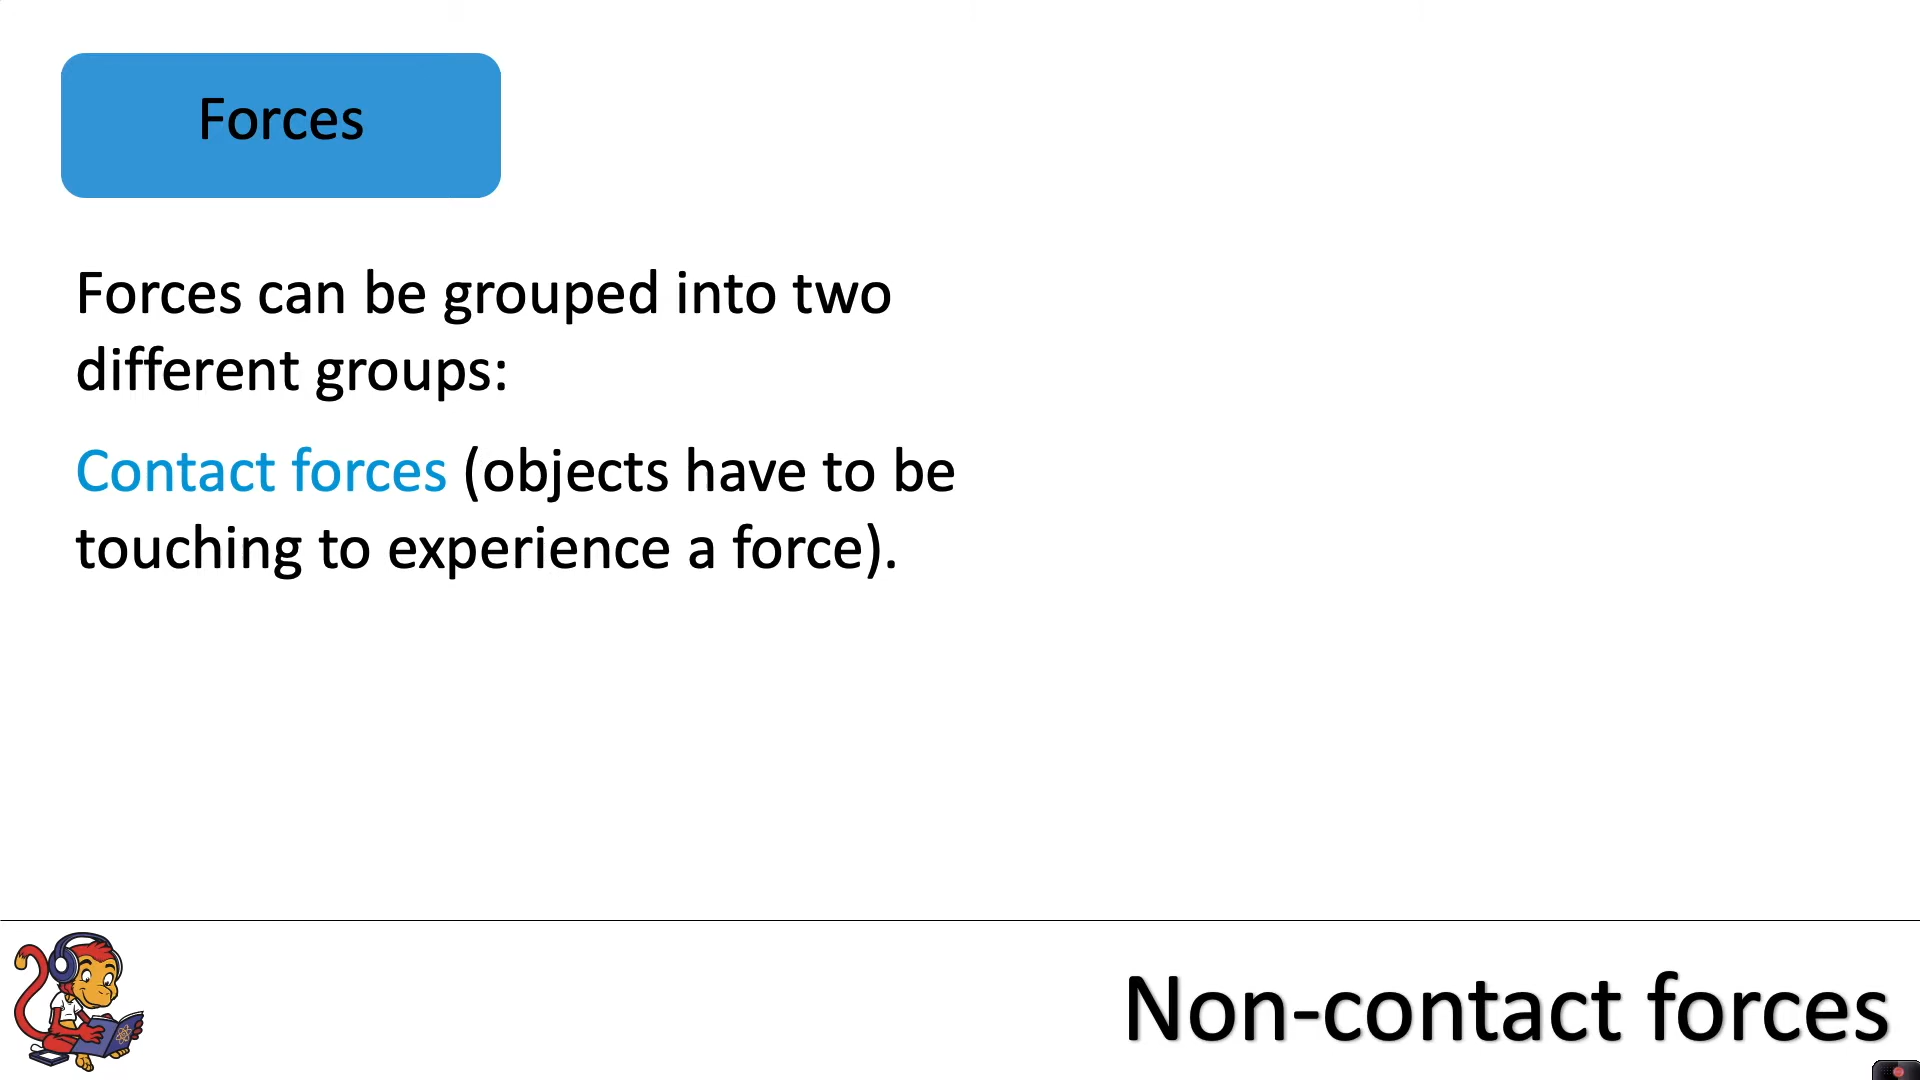 Forces
Forces can be grouped into two
different groups:
Contact forces (objects have to be
touching to experience a force).
Non-contact forces